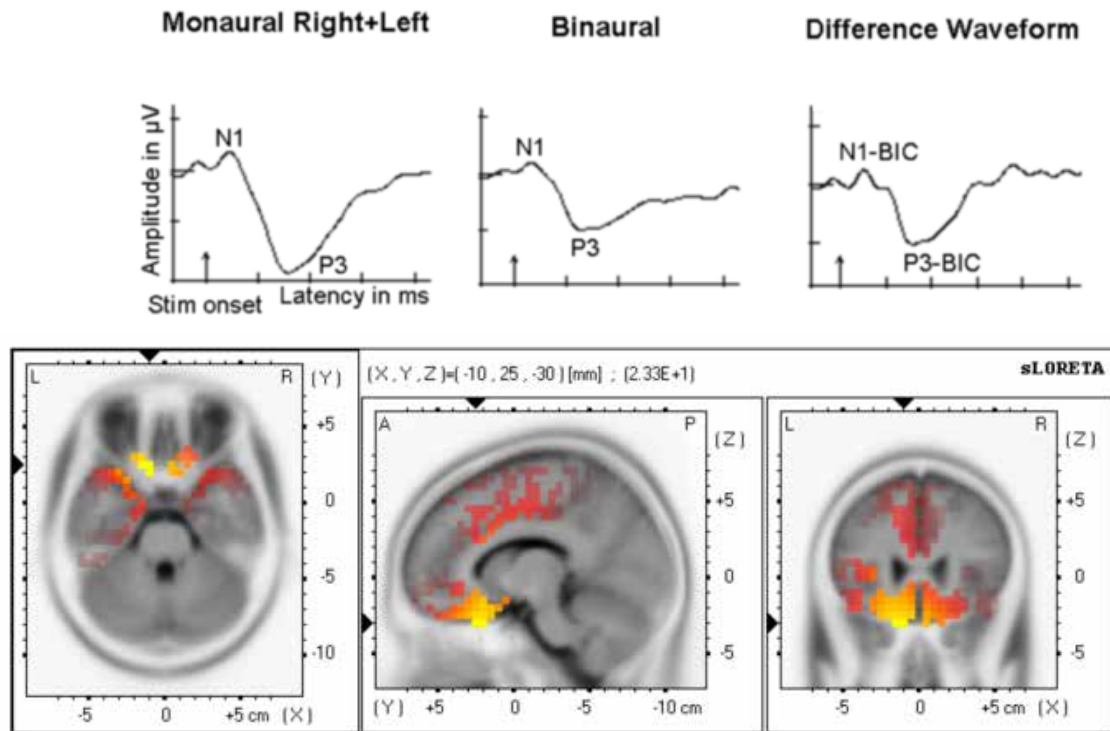 Monaural Right+Left Binaural Difference Waveform
Amplitude in µV
N1
P3
Stim onset
Latency in ms
N1
P3
N1-BIC
P3-BIC
(X,Y,Z)=(-10,25,-30)[mm] ; (2.33E+1)
sLORETA
L R (Y)
+5
0
-5
-10
-5 0 +5 cm (X)
A P
(Z)
+5
0
-5
(Y) +5 0 -5 -10 cm
L R
(Z)
+5
0
-5
-5 0 +5 cm (X)